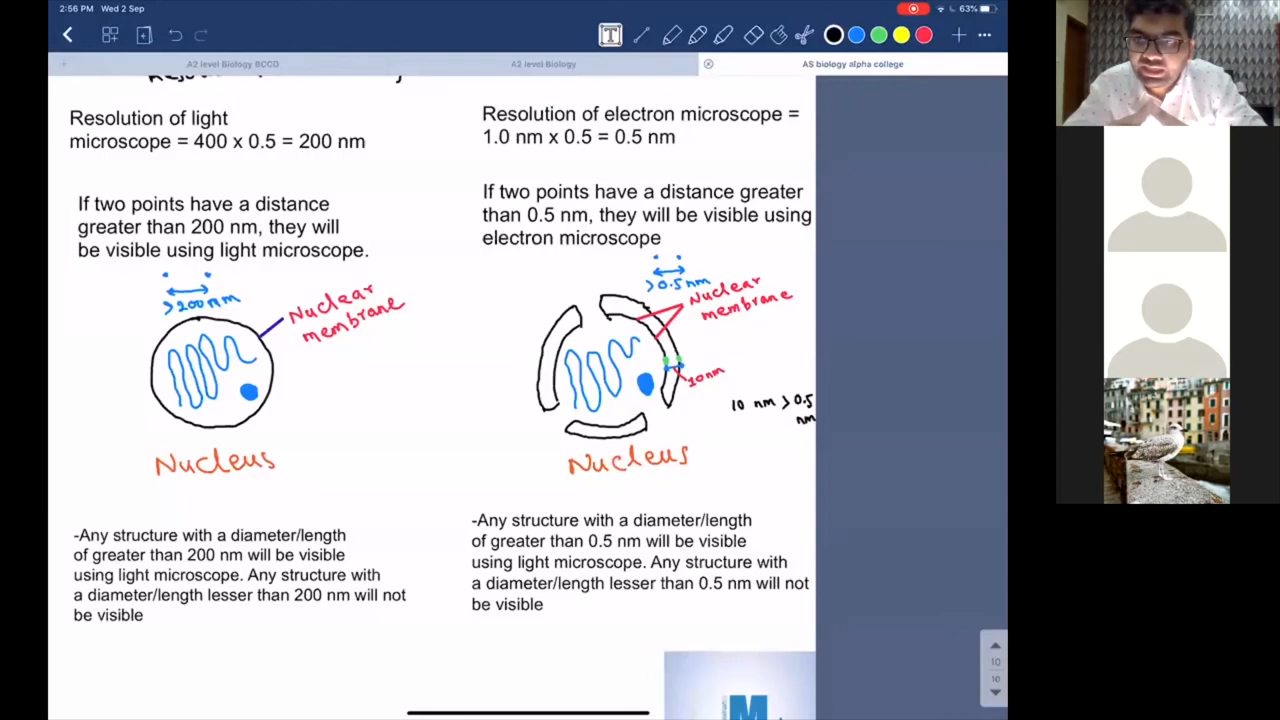 2:56 PM Wed 2 Sep
63%
A2 level Biology BCCO
A2 level Biology
AS biology alpha college
Resolution of light
microscope = 400 x 0.5 = 200 nm
If two points have a distance
greater than 200 nm, they will
be visible using light microscope.
>200nm
Nuclear
membrane
Nucleus
-Any structure with a diameter/length
of greater than 200 nm will be visible
using light microscope. Any structure with
a diameter/length lesser than 200 nm will not
be visible
Resolution of electron microscope =
1.0 nm x 0.5 = 0.5 nm
If two points have a distance greater
than 0.5 nm, they will be visible using
electron microscope
>0.5 nm
Nuclear
membrane
10nm
10 nm > 0.5
nm
Nucleus
-Any structure with a diameter/length
of greater than 0.5 nm will be visible
using light microscope. Any structure with
a diameter/length lesser than 0.5 nm will not
be visible
10
10
M